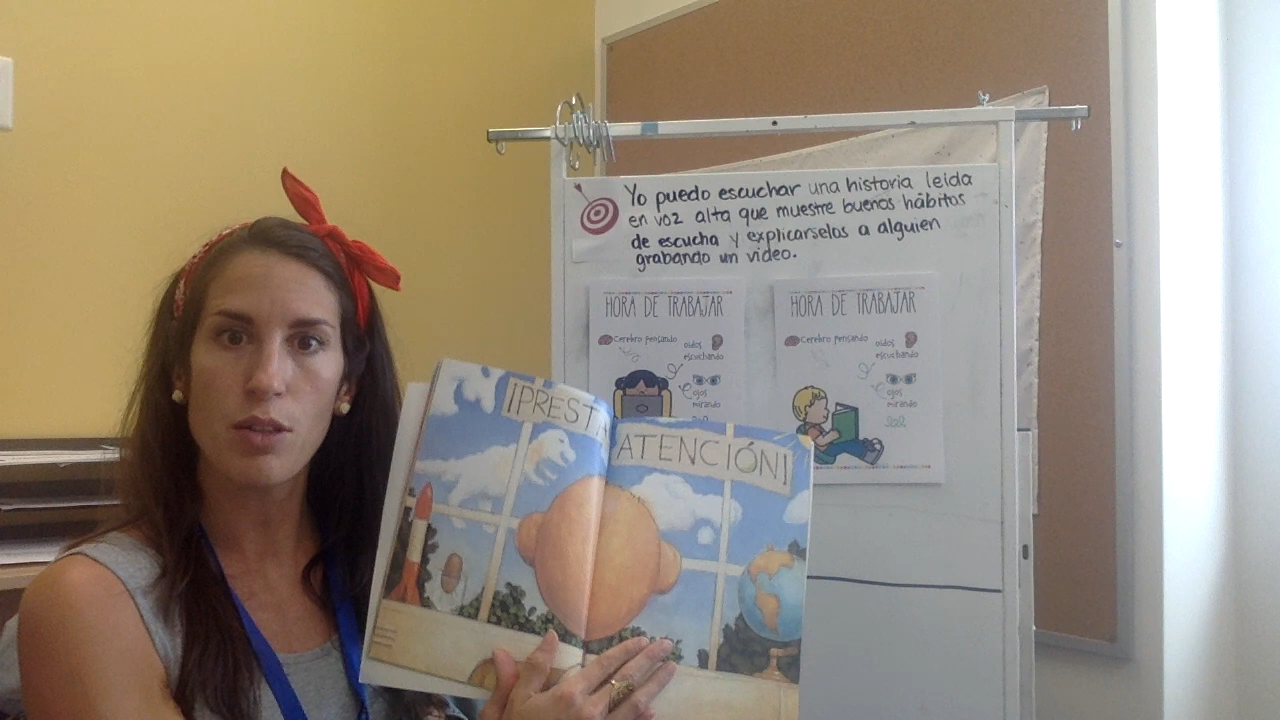 Yo puedo escuchar una historia leída
en voz alta que muestre buenos hábitos
de escucha y explicarselos a alguien
grabando un video.
HORA DE TRABAJAR
cerebro pensando
oídos
escuchando
ojos
mirando
HORA DE TRABAJAR
cerebro pensando
oídos
escuchando
ojos
mirando
¡PRESTA ATENCIÓN!